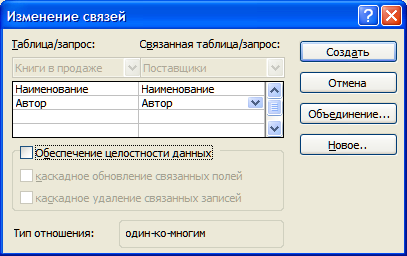 Изменение связей
Таблица/запрос: Связанная таблица/запрос:
Книги в продаже Поставщики
Создать
Наименование Наименование
Отмена
Автор Автор
Объединение...
Обеспечение целостности данных
Новое..
каскадное обновление связанных полей
каскадное удаление связанных записей
Тип отношения: один-ко-многим